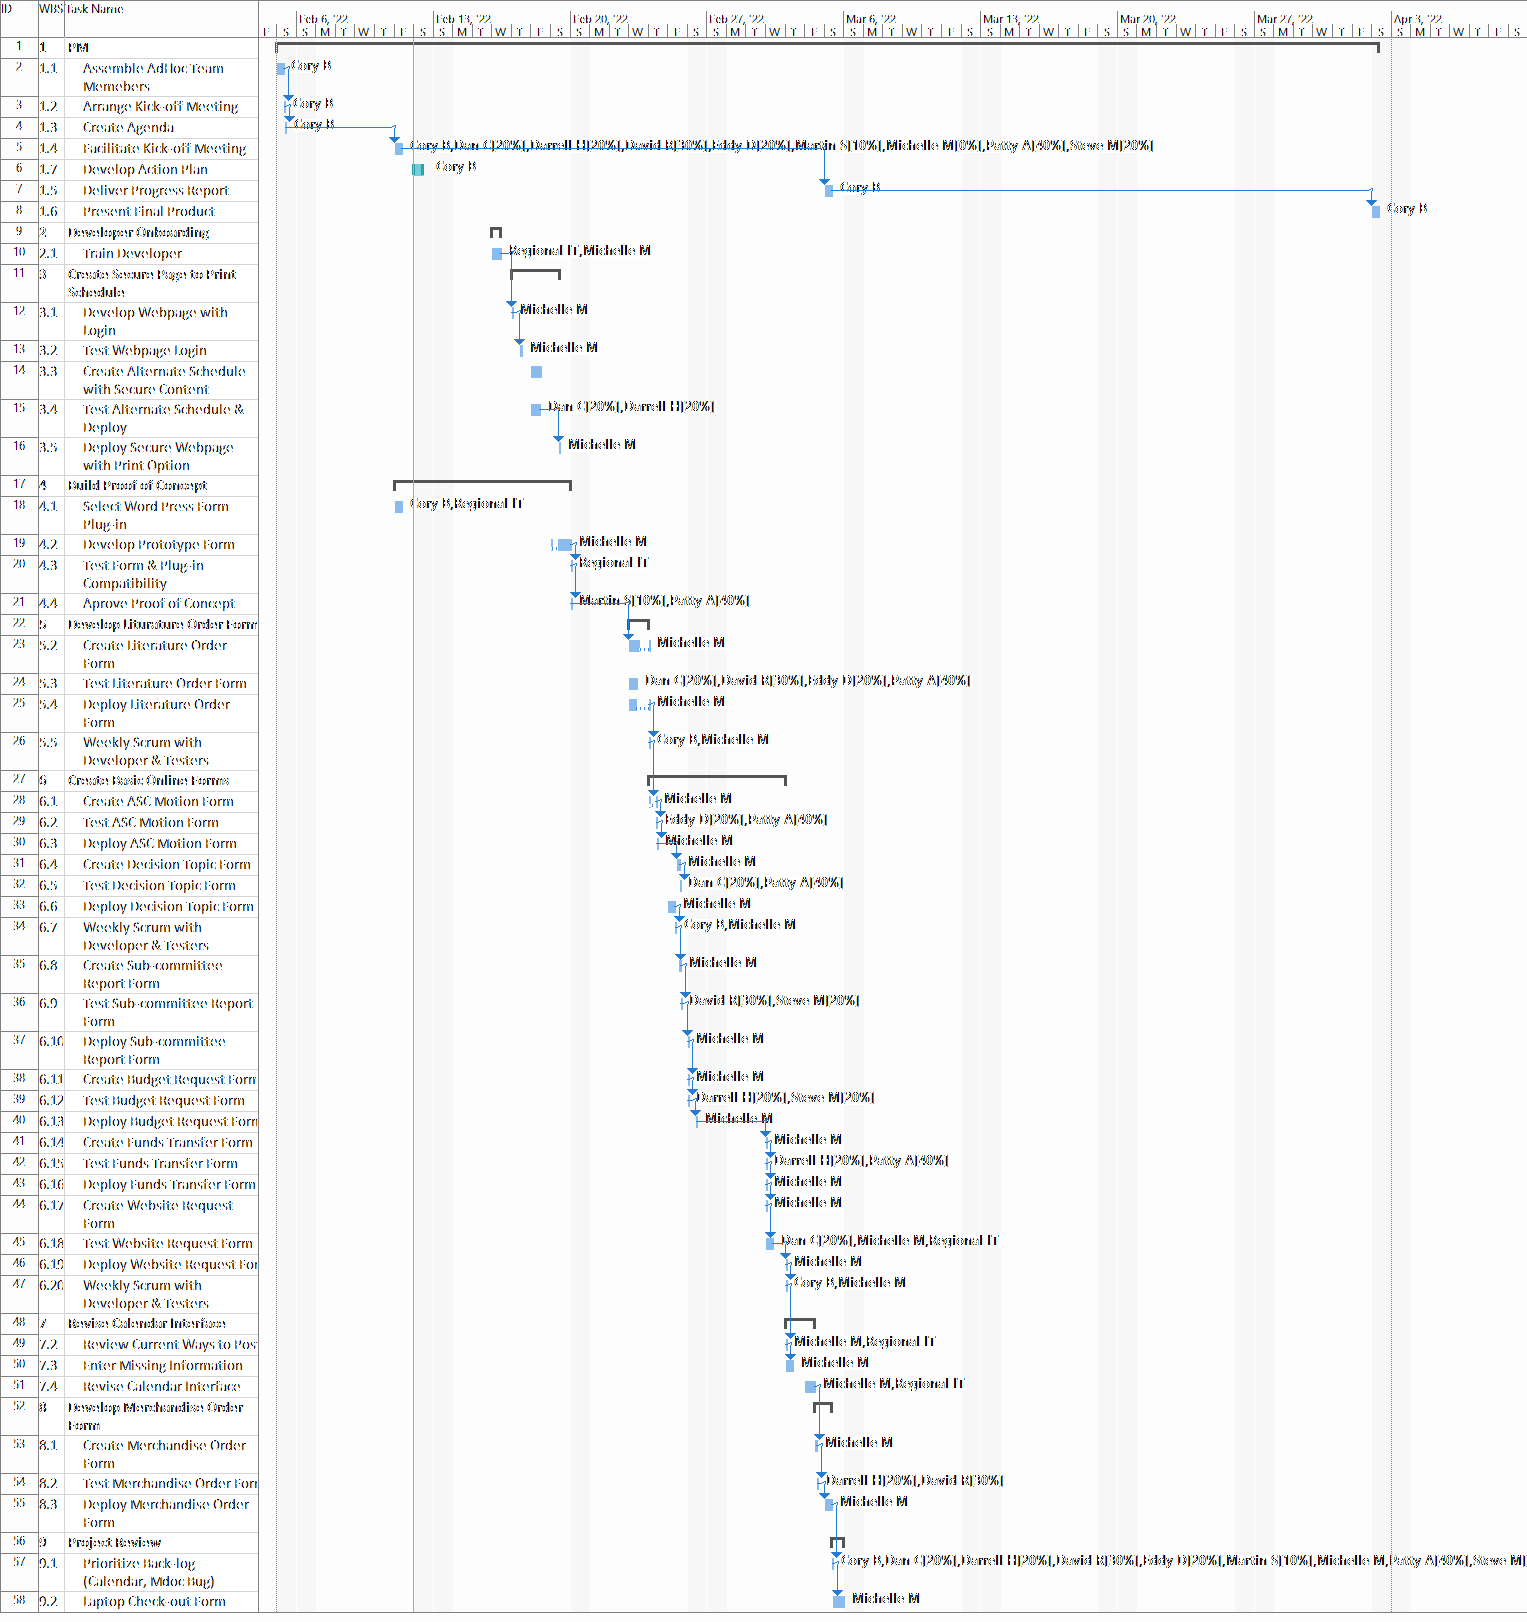 ID WBS Task Name
Feb 6, '22 Feb 13, '22 Feb 20, '22 Feb 27, '22 Mar 6, '22 Mar 13, '22 Mar 20, '22 Mar 27, '22 Apr 3, '22
F S S M T W T F S S M T W T F S S M T W T F S S M T W T F S S M T W T F S S M T W T F S S M T W T F S S M T W T F S S M T W T F S
1 1 PM
2 1.1 Assemble AdHoc Team Cory B
Memebers
3 1.2 Arrange Kick-off Meeting Cory B
4 1.3 Create Agenda Cory B
5 1.4 Facilitate Kick-off Meeting Cory B,Dan C[20%],Darrell H[20%],David R[30%],Eddy D[20%],Martin S[10%],Michelle M[0%],Patty A[40%],Steve M[20%]
6 1.7 Develop Action Plan Cory B
7 1.5 Deliver Progress Report Cory B
8 1.6 Present Final Product Cory B
9 2 Developer Onboarding
10 2.1 Train Developer Regional IT,Michelle M
11 3 Create Secure Page to Print
Schedule
12 3.1 Develop Webpage with Michelle M
Login
13 3.2 Test Webpage Login Michelle M
14 3.3 Create Alternate Schedule
with Secure Content
15 3.4 Test Alternate Schedule & Dan C[20%],Darrell H[20%]
Deploy
16 3.5 Deploy Secure Webpage Michelle M
with Print Option
17 4 Build Proof of Concept
18 4.1 Select Word Press Form Cory B,Regional IT
Plug-in
19 4.2 Develop Prototype Form Michelle M
20 4.3 Test Form & Plug-in Regional IT
Compatibility
21 4.4 Aprove Proof of Concept Martin S[10%],Patty A[40%]
22 5 Develop Literature Order Form
23 5.2 Create Literature Order Michelle M
Form
24 5.3 Test Literature Order Form Dan C[20%],David R[30%],Eddy D[20%],Patty A[40%]
25 5.4 Deploy Literature Order Michelle M
Form
26 5.5 Weekly Scrum with Cory B,Michelle M
Developer & Testers
27 6 Create Basic Online Forms
28 6.1 Create ASC Motion Form Michelle M
29 6.2 Test ASC Motion Form Eddy D[20%],Patty A[40%]
30 6.3 Deploy ASC Motion Form Michelle M
31 6.4 Create Decision Topic Form Michelle M
32 6.5 Test Decision Topic Form Dan C[20%],Patty A[40%]
33 6.6 Deploy Decision Topic Form Michelle M
34 6.7 Weekly Scrum with Cory B,Michelle M
Developer & Testers
35 6.8 Create Sub-committee Michelle M
Report Form
36 6.9 Test Sub-committee Report David R[30%],Steve M[20%]
Form
37 6.10 Deploy Sub-committee Michelle M
Report Form
38 6.11 Create Budget Request Form Michelle M
39 6.12 Test Budget Request Form Darrell H[20%],Steve M[20%]
40 6.13 Deploy Budget Request Form Michelle M
41 6.14 Create Funds Transfer Form Michelle M
42 6.15 Test Funds Transfer Form Darrell H[20%],Patty A[40%]
43 6.16 Deploy Funds Transfer Form Michelle M
44 6.17 Create Website Request Michelle M
Form
45 6.18 Test Website Request Form Dan C[20%],Michelle M,Regional IT
46 6.19 Deploy Website Request For Michelle M
47 6.20 Weekly Scrum with Cory B,Michelle M
Developer & Testers
48 7 Revise Calendar Interface
49 7.2 Review Current Ways to Pos Michelle M,Regional IT
50 7.3 Enter Missing Information Michelle M
51 7.4 Revise Calendar Interface Michelle M,Regional IT
52 8 Develop Merchandise Order
Form
53 8.1 Create Merchandise Order Michelle M
Form
54 8.2 Test Merchandise Order For Darrell H[20%],David R[30%]
55 8.3 Deploy Merchandise Order Michelle M
Form
56 9 Project Review
57 9.1 Prioritize Back-log Cory B,Dan C[20%],Darrell H[20%],David R[30%],Eddy D[20%],Martin S[10%],Michelle M,Patty A[40%],Steve M[
(Calendar, Mdoc Bug)
58 9.2 Laptop Check-out Form Michelle M